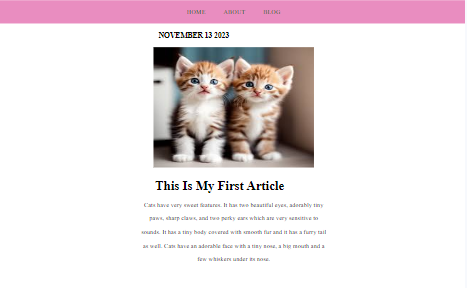 HOME ABOUT BLOG
NOVEMBER 13 2023
This Is My First Article
Cats have very sweet features. It has two beautiful eyes, adorably tiny
paws, sharp claws, and two perky ears which are very sensitive to
sounds. It has a tiny body covered with smooth fur and it has a furry tail
as well. Cats have an adorable face with a tiny nose, a big mouth and a
few whiskers under its nose.